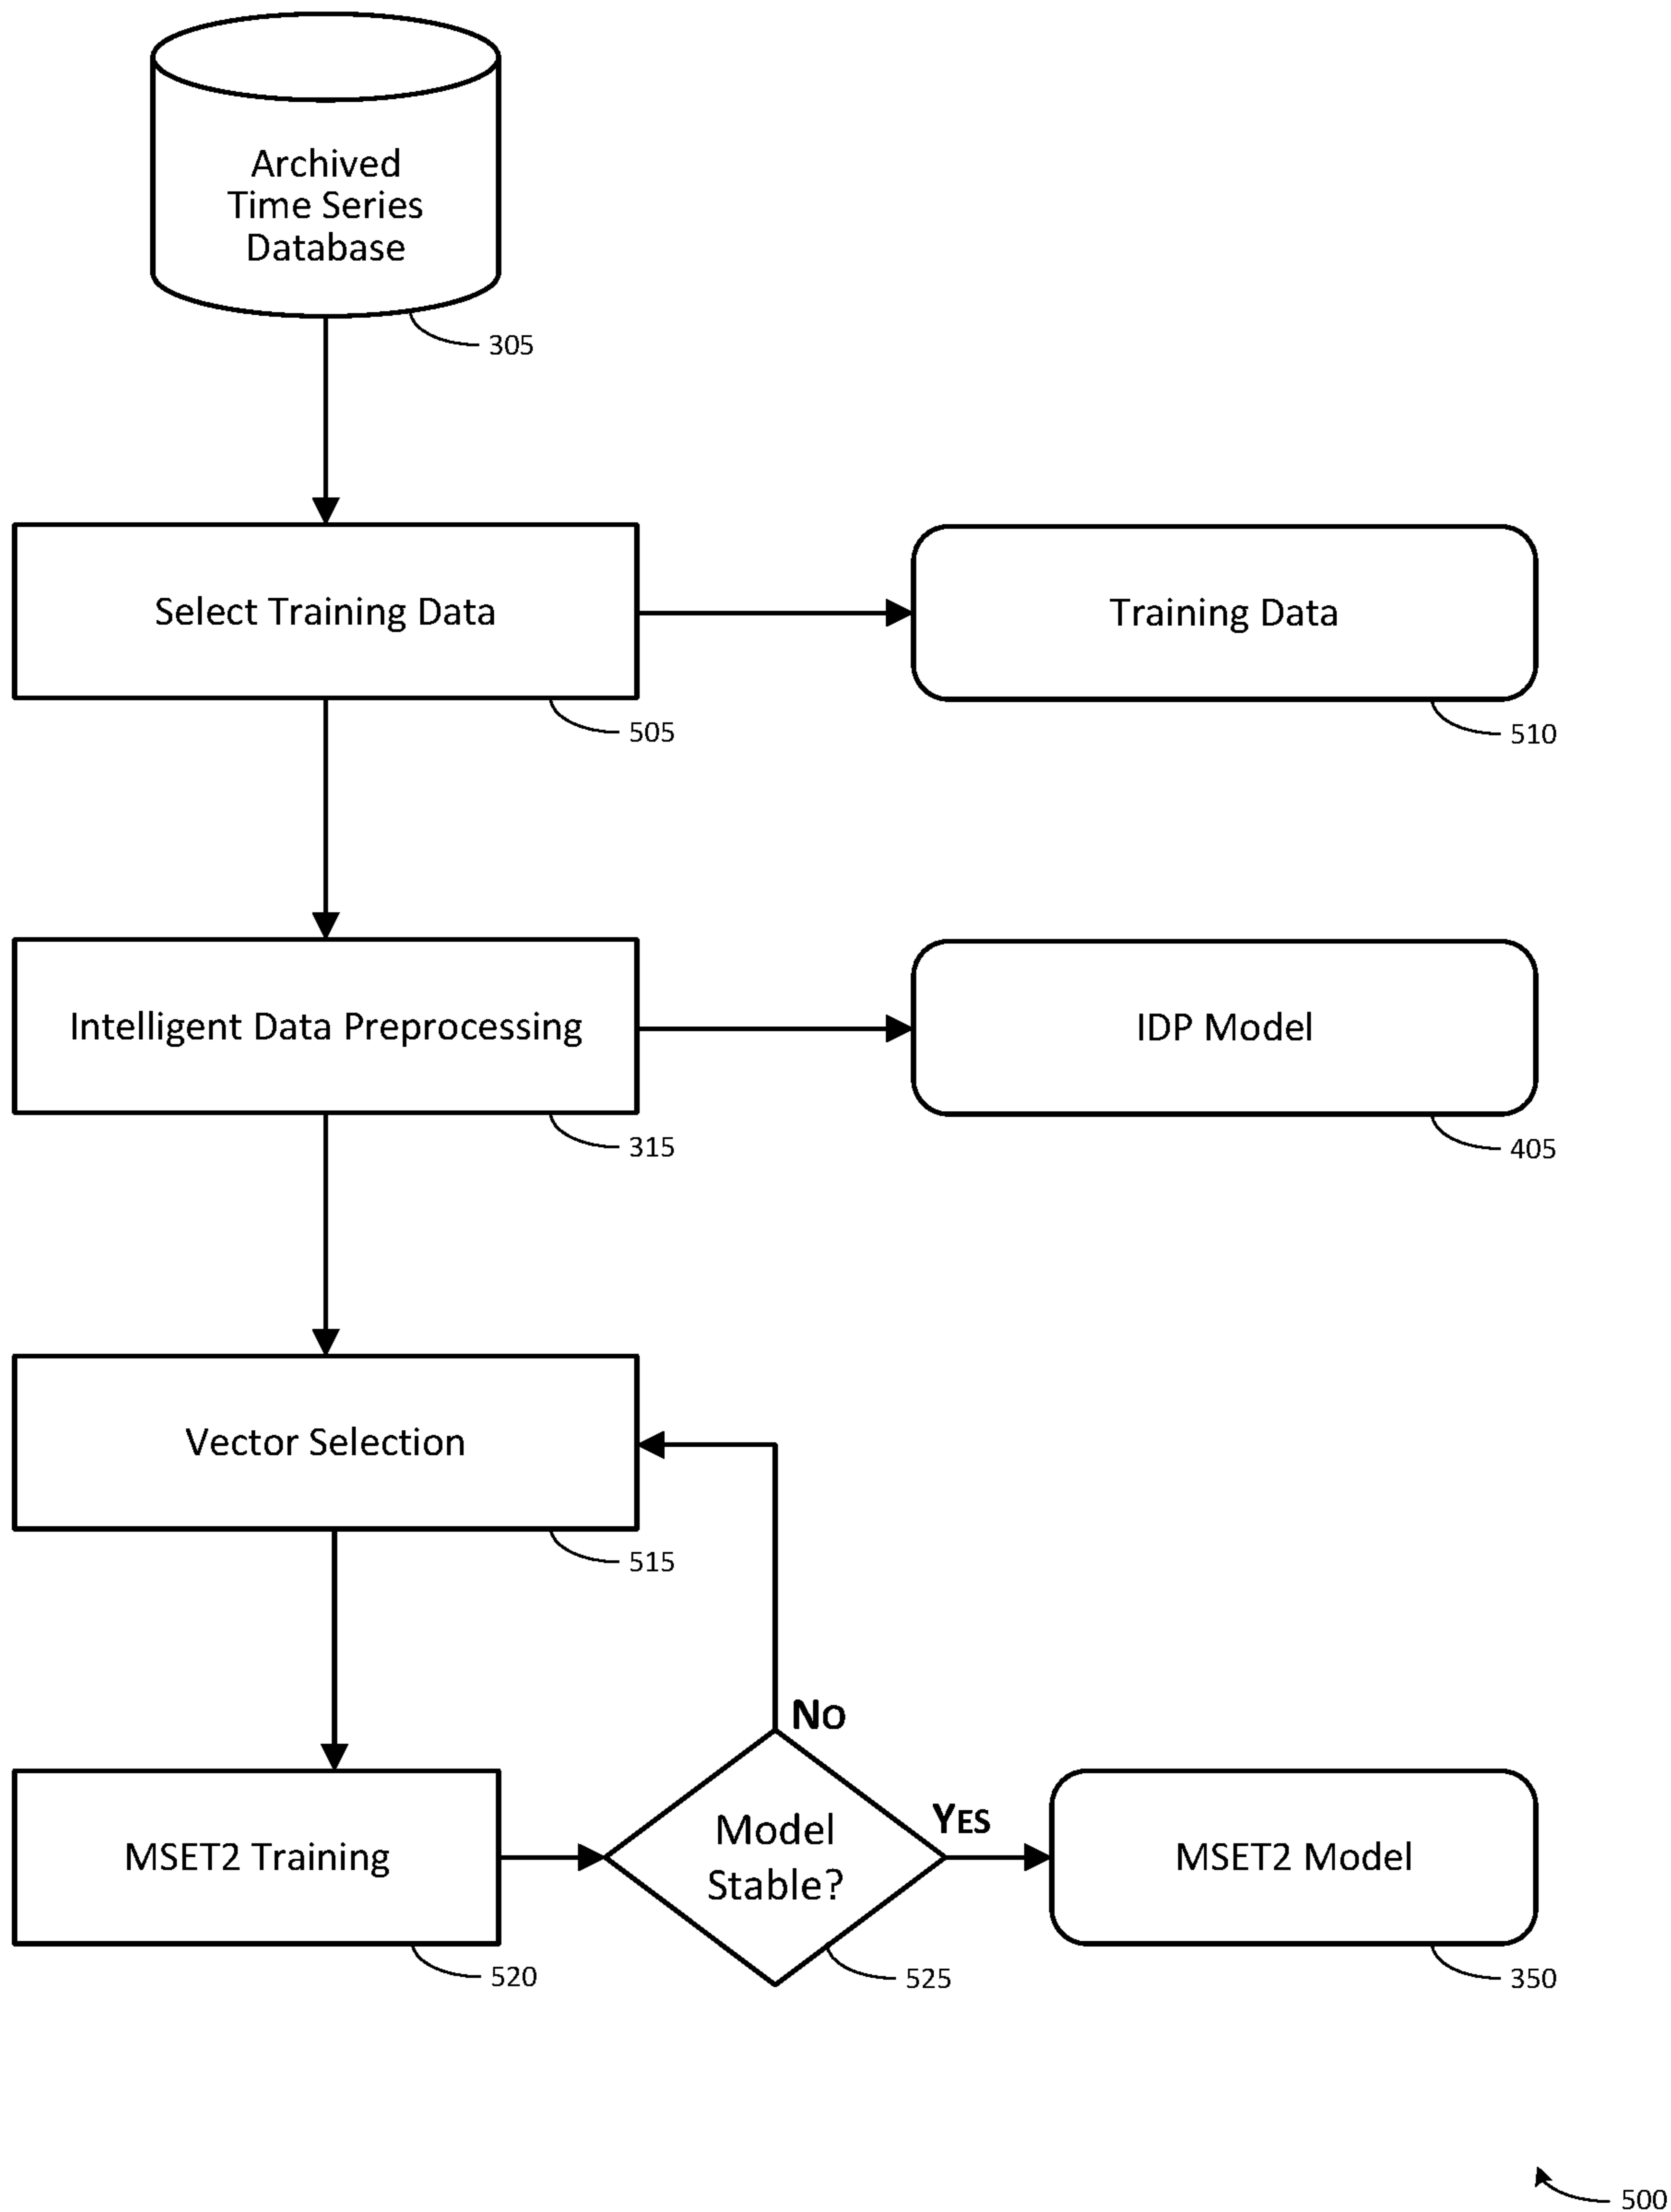 Archived
Time Series
Database
305
Select Training Data
505
Training Data
510
Intelligent Data Preprocessing
315
IDP Model
405
Vector Selection
515
NO
MSET2 Training
520
Model
Stable?
525
YES
MSET2 Model
350
500